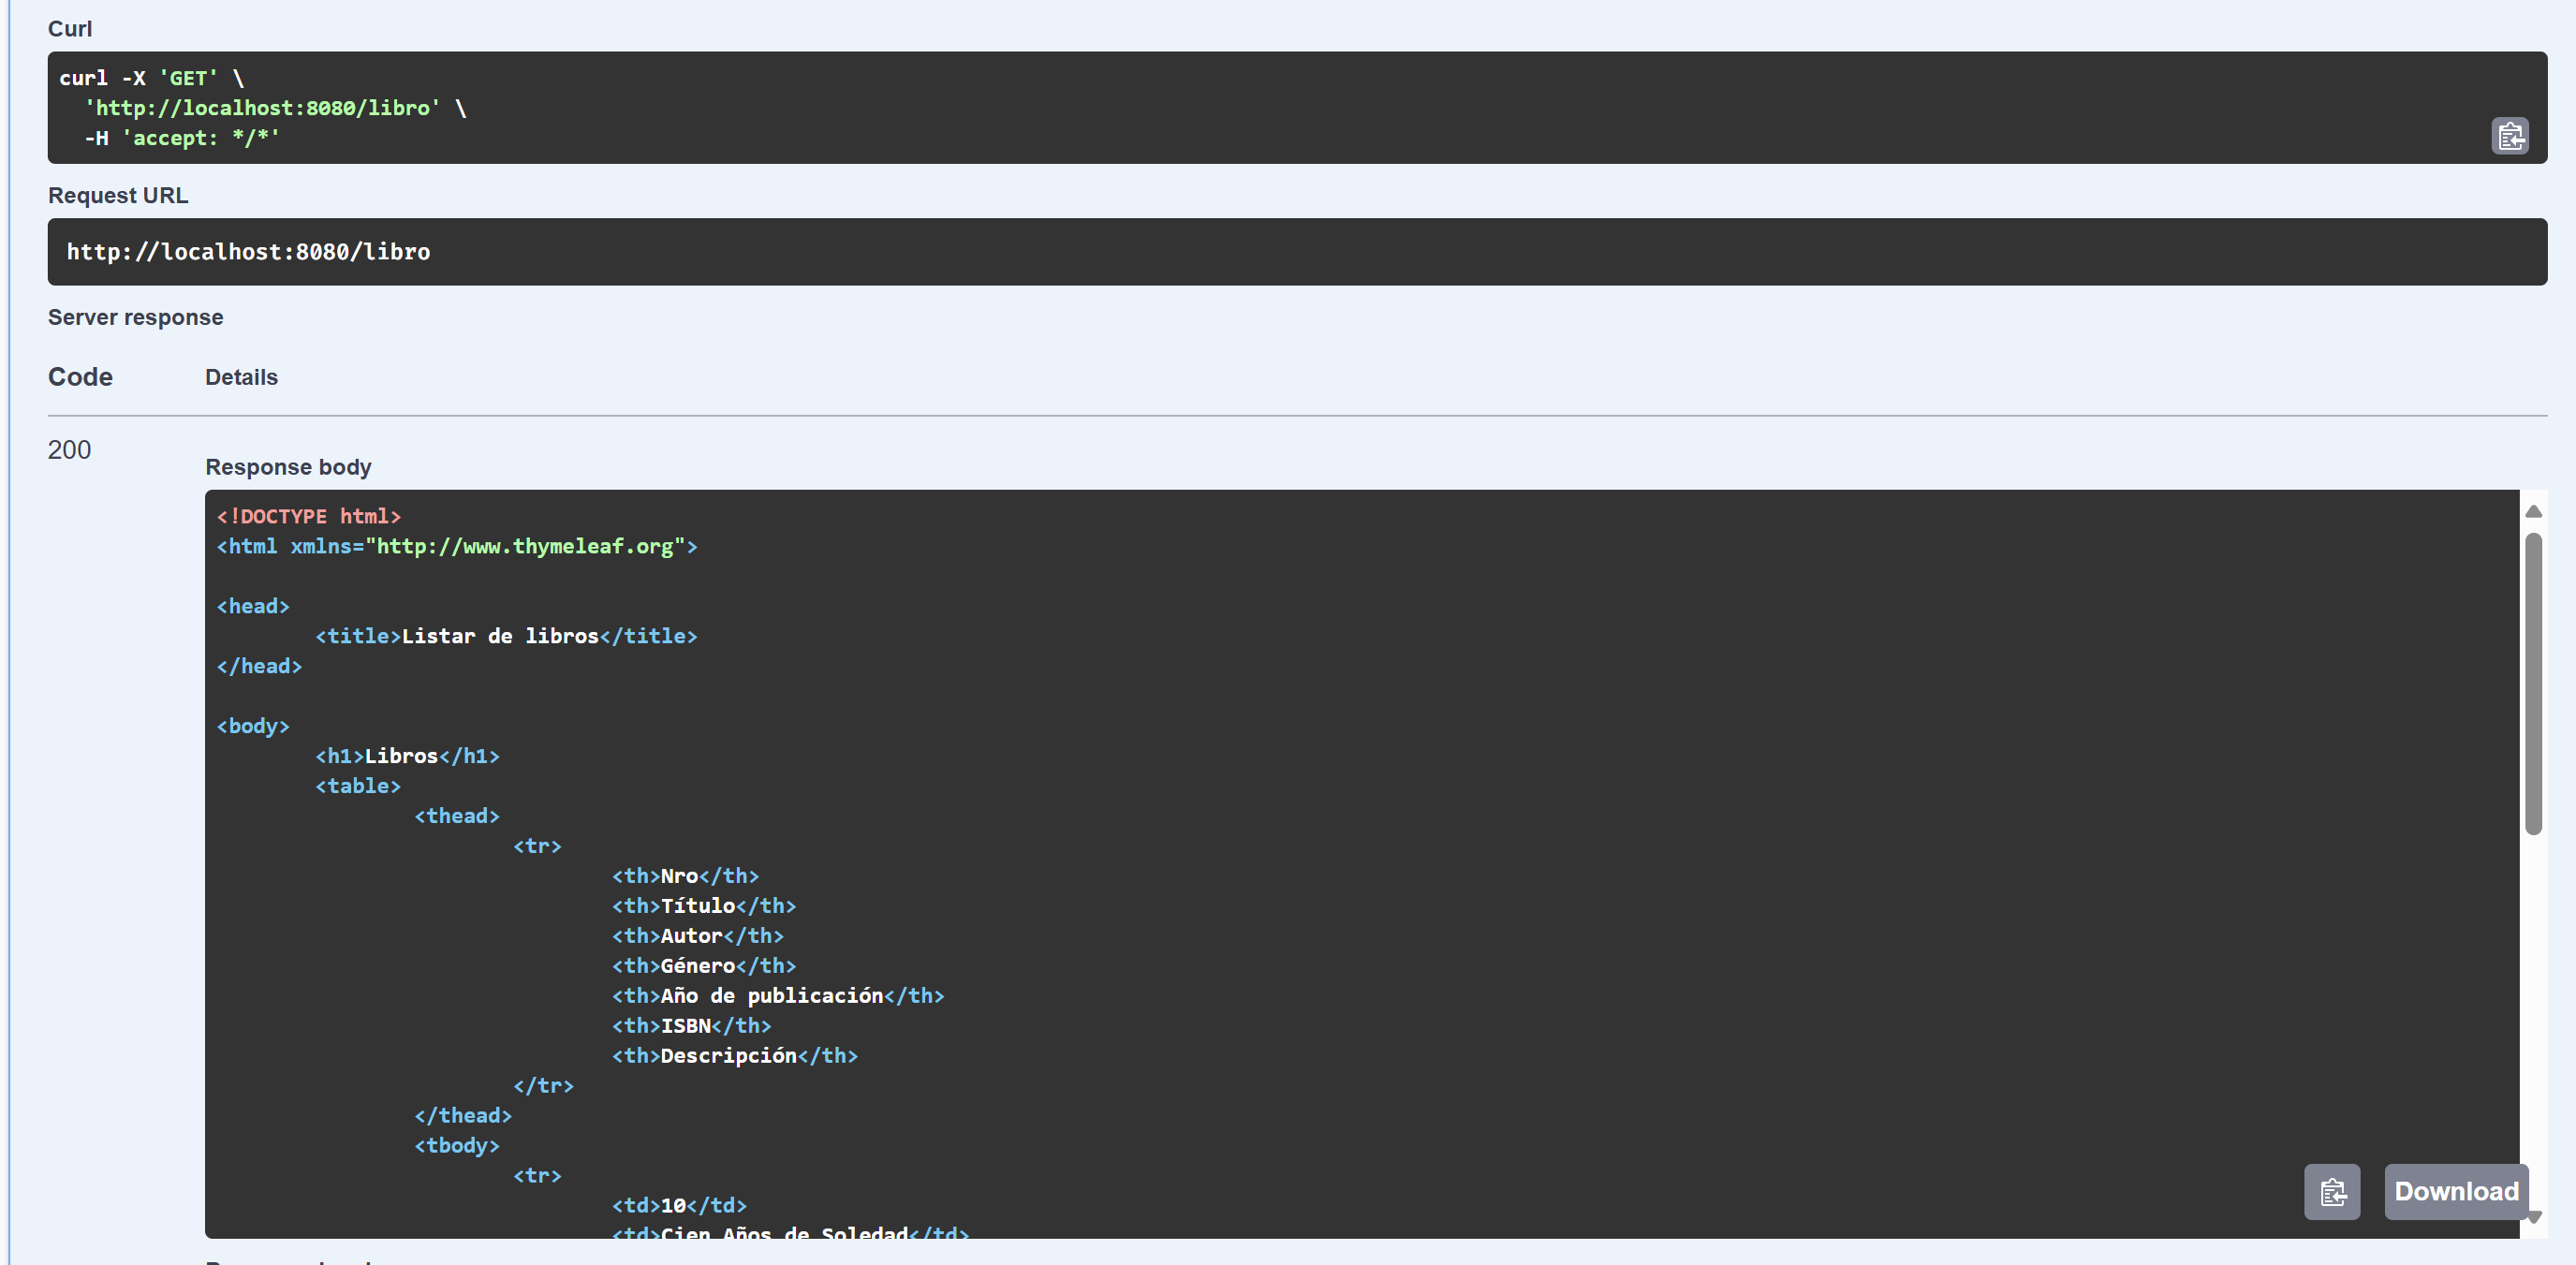 Curl
curl -X 'GET' \
  'http://localhost:8080/libro' \
  -H 'accept: */*'
Request URL
http://localhost:8080/libro
Server response
Code Details
200
Response body
<!DOCTYPE html>
<html xmlns="http://www.thymeleaf.org">
<head>
        <title>Listar de libros</title>
</head>
<body>
        <h1>Libros</h1>
        <table>
                <thead>
                        <tr>
                                <th>Nro</th>
                                <th>Título</th>
                                <th>Autor</th>
                                <th>Género</th>
                                <th>Año de publicación</th>
                                <th>ISBN</th>
                                <th>Descripción</th>
                        </tr>
                </thead>
                <tbody>
                        <tr>
                                <td>10</td>
                                <td>Cien Años de Soledad</td>
Download